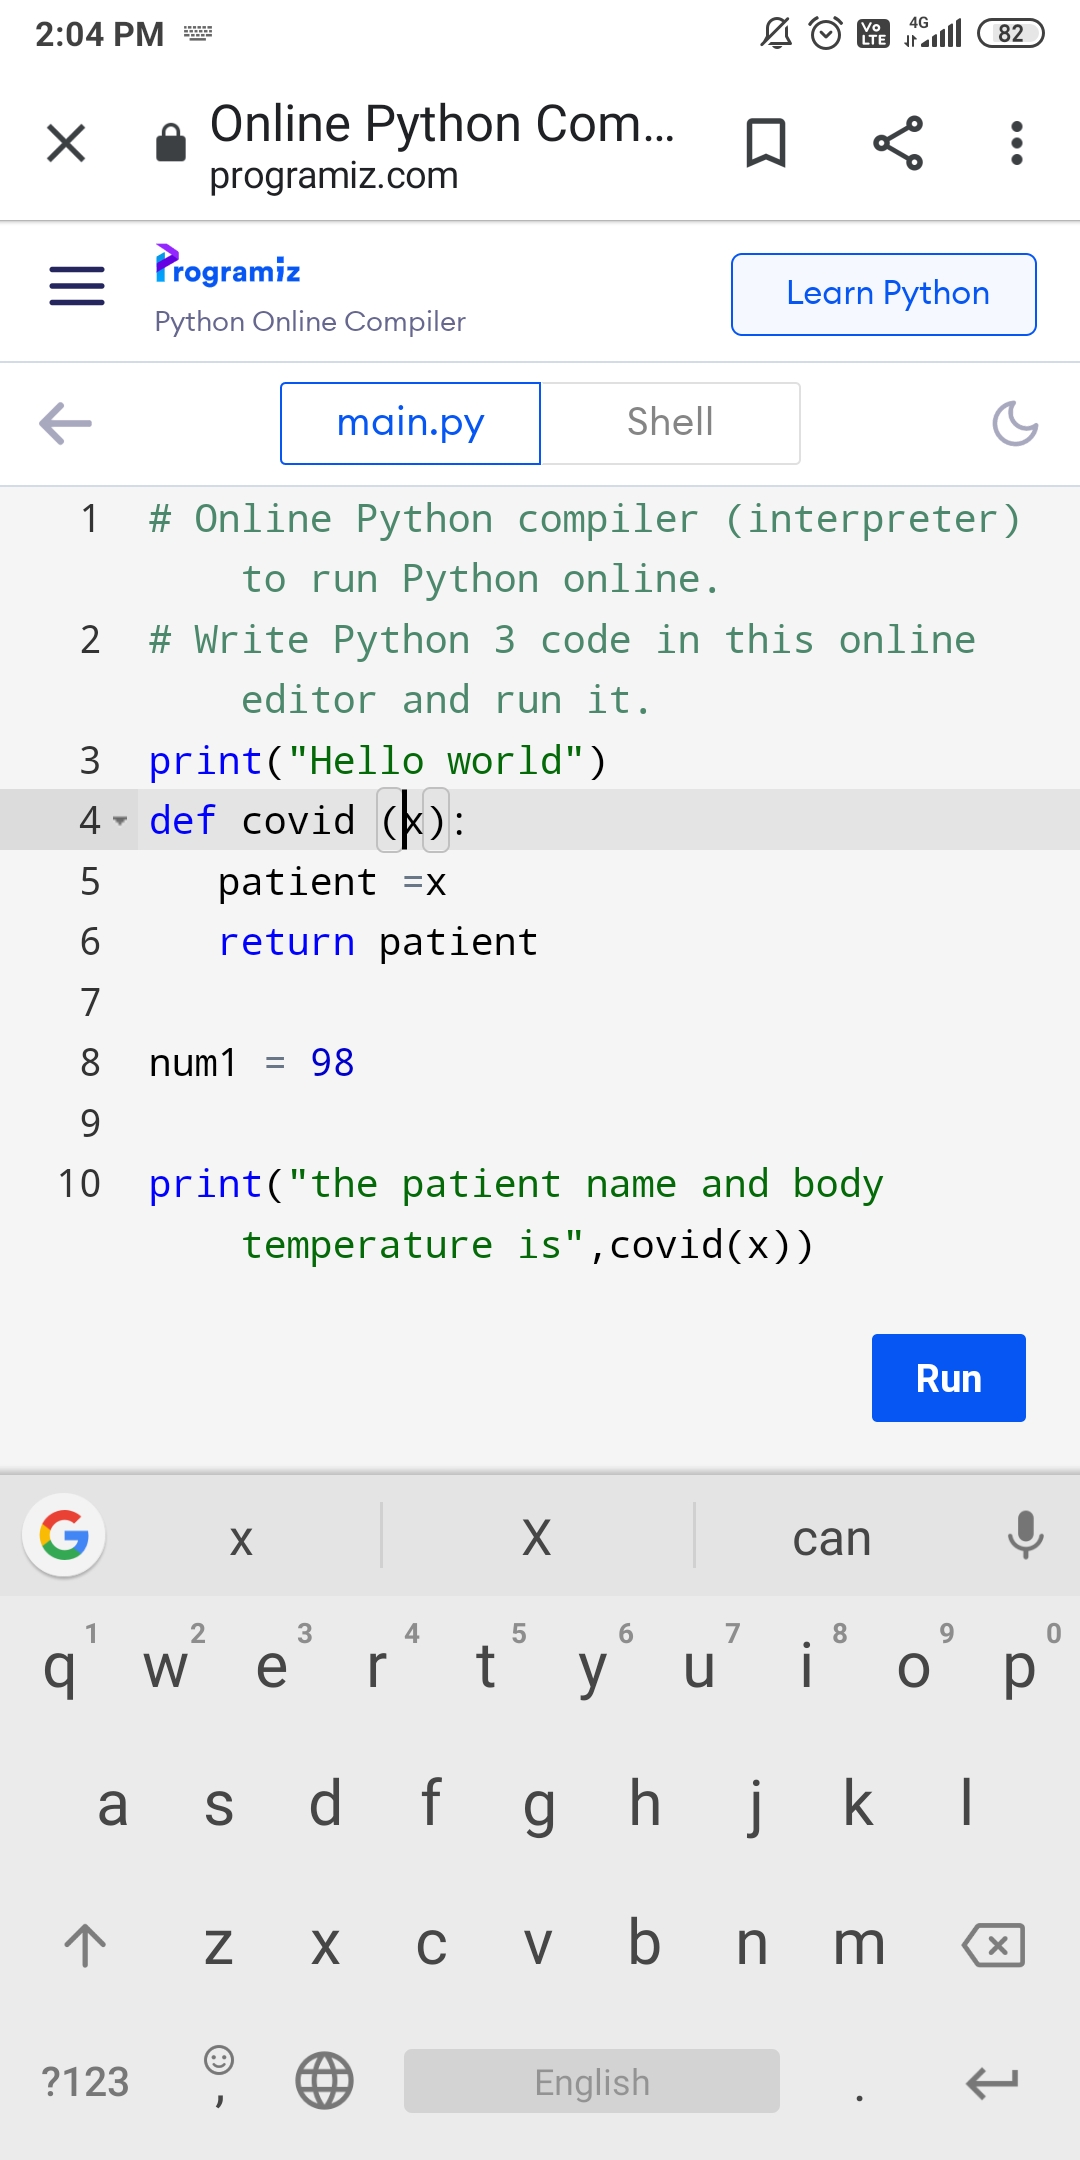 2:04 PM 4G Vo LTE 82
Online Python Com...
programiz.com
Programiz
Python Online Compiler
Learn Python
main.py Shell
1 # Online Python compiler (interpreter)
to run Python online.
2 # Write Python 3 code in this online
editor and run it.
3 print("Hello world")
4 def covid (x):
5 patient =x
6 return patient
7
8 num1 = 98
9
10 print("the patient name and body
temperature is",covid(x))
Run
G x X can
1 2 3 4 5 6 7 8 9 0
q w e r t y u i o p
a s d f g h j k l
z x c v b n m
?123 , English .